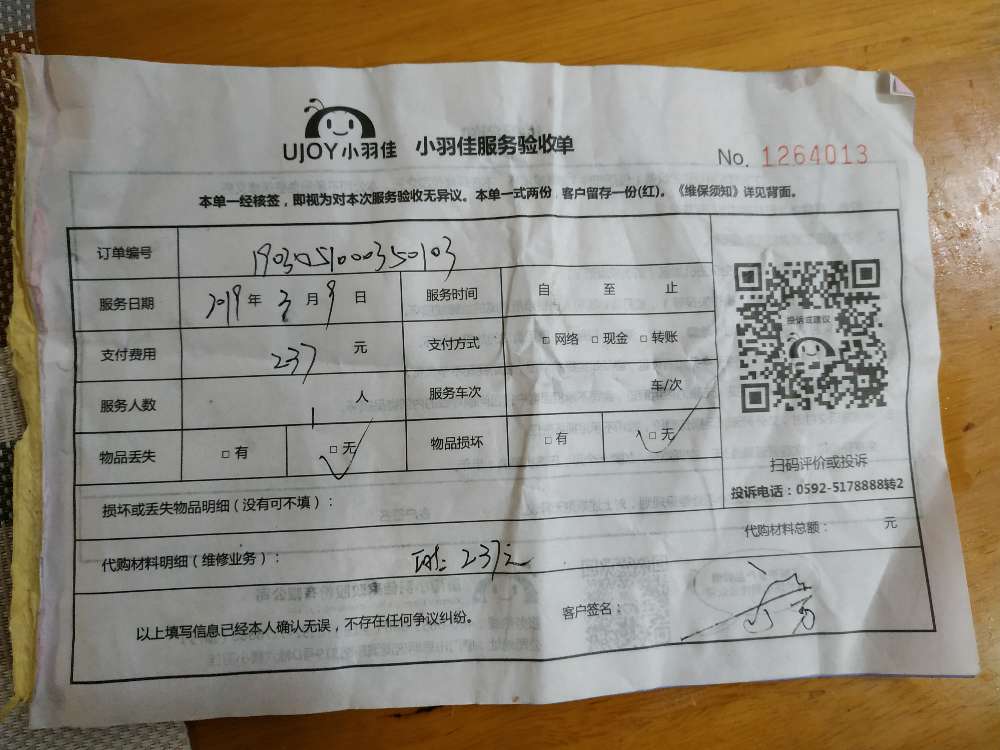 UJOY小羽佳 小羽佳服务验收单
No. 1264013
本单一经核签，即视为对本次服务验收无异议。本单一式两份，客户留存一份(红)。《维保须知》详见背面。
订单编号 1903051000350103
服务日期 2019 年 3 月 9 日 服务时间 自 至 止
支付费用 237 元 支付方式 □ 网络 □ 现金 □ 转账
服务人数 1 人 服务车次 车/次
物品丢失 □ 有 □ 无 物品损坏 □ 有 □ 无
投诉或建议
扫码评价或投诉
投诉电话：0592-5178888转2
损坏或丢失物品明细（没有可不填）：
代购材料总额： 元
代购材料明细（维修业务）： 237元
以上填写信息已经本人确认无误，不存在任何争议纠纷。 客户签名：